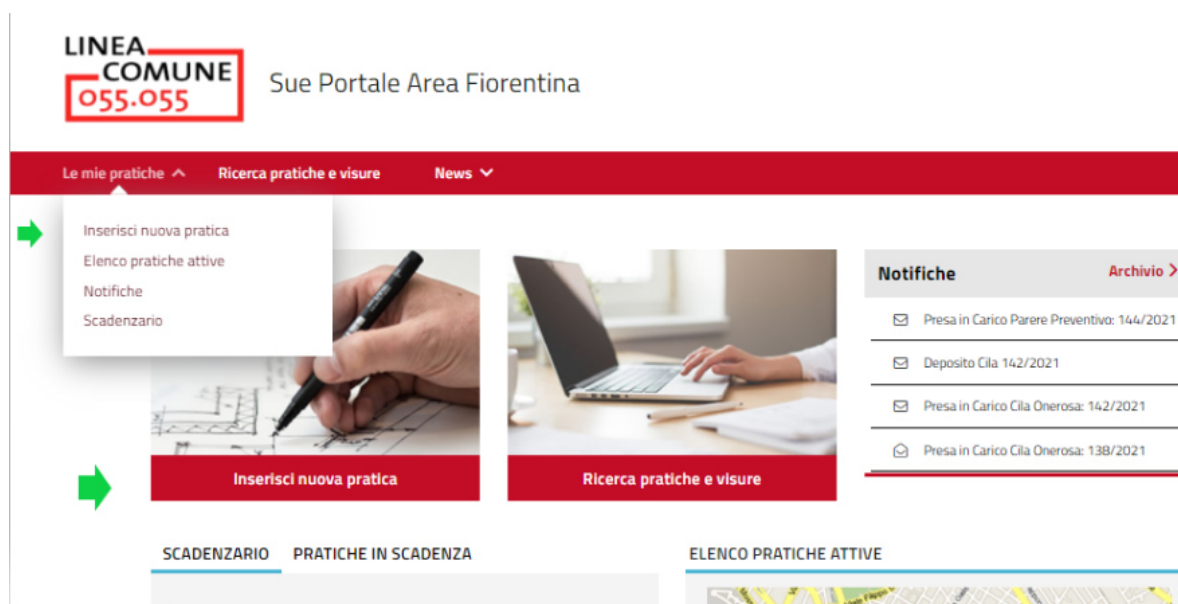 LINEA
COMUNE
055.055
Sue Portale Area Fiorentina
Le mie pratiche
Ricerca pratiche e visure
News
Inserisci nuova pratica
Elenco pratiche attive
Notifiche
Scadenzario
Inserisci nuova pratica
Ricerca pratiche e visure
Notifiche
Archivio
Presa in Carico Parere Preventivo: 144/2021
Deposito Cila 142/2021
Presa in Carico Cila Onerosa: 142/2021
Presa in Carico Cila Onerosa: 138/2021
SCADENZARIO
PRATICHE IN SCADENZA
ELENCO PRATICHE ATTIVE